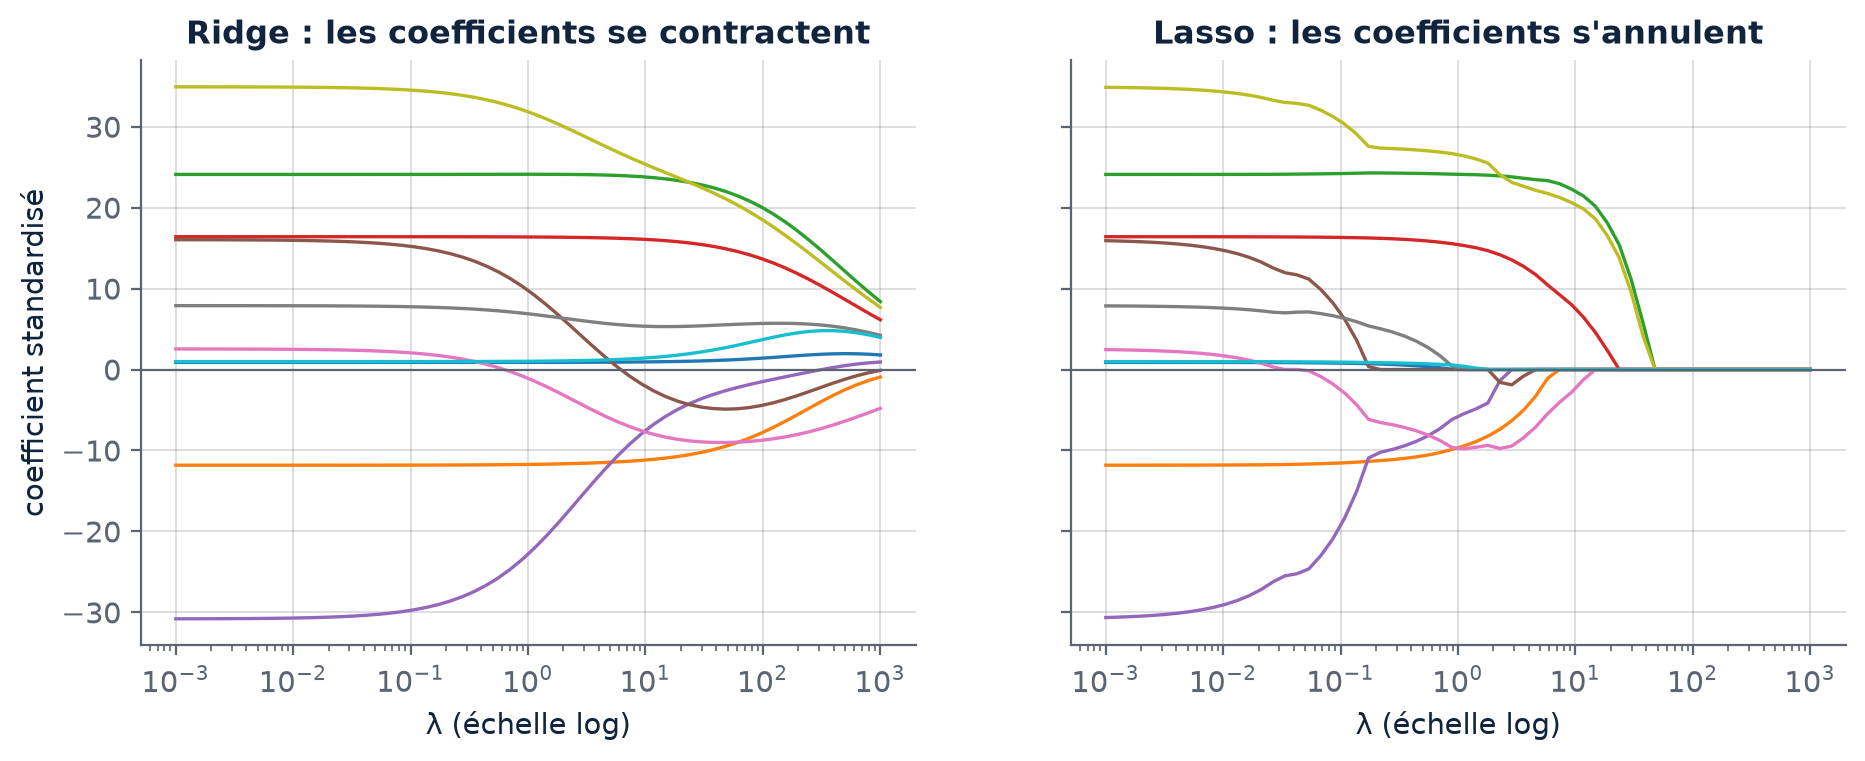 Ridge : les coefficients se contractent
Lasso : les coefficients s'annulent
coefficient standardisé
30
20
10
0
−10
−20
−30
10⁻³ 10⁻² 10⁻¹ 10⁰ 10¹ 10² 10³
10⁻³ 10⁻² 10⁻¹ 10⁰ 10¹ 10² 10³
λ (échelle log)
λ (échelle log)